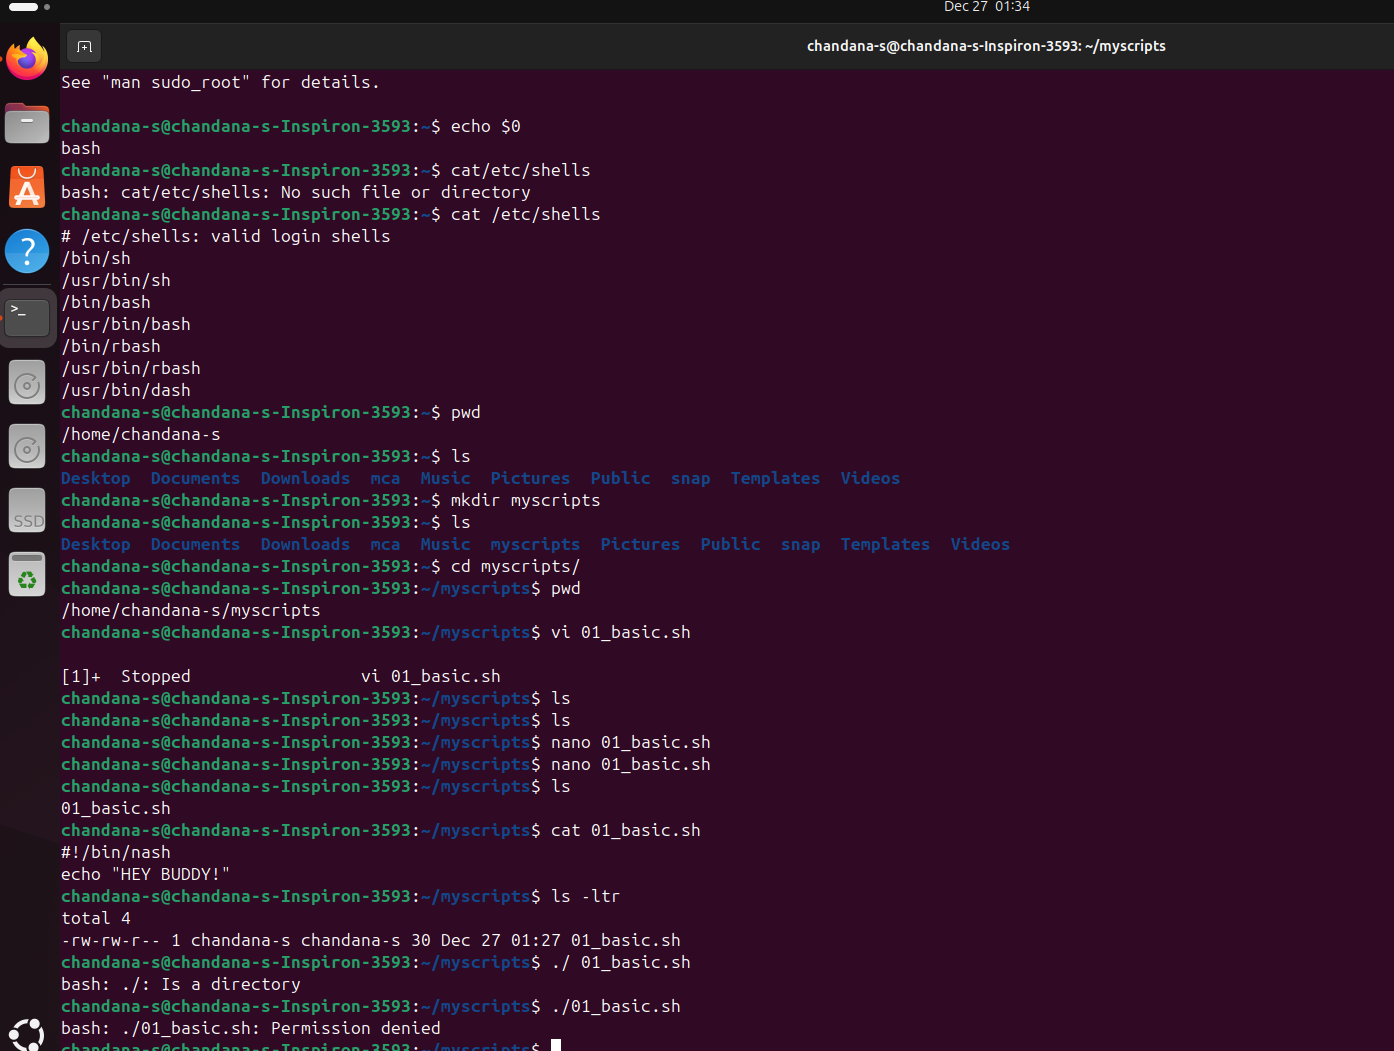 Dec 27 01:34
chandana-s@chandana-s-Inspiron-3593: ~/myscripts
See "man sudo_root" for details.
chandana-s@chandana-s-Inspiron-3593:~$ echo $0
bash
chandana-s@chandana-s-Inspiron-3593:~$ cat/etc/shells
bash: cat/etc/shells: No such file or directory
chandana-s@chandana-s-Inspiron-3593:~$ cat /etc/shells
# /etc/shells: valid login shells
/bin/sh
/usr/bin/sh
/bin/bash
/usr/bin/bash
/bin/rbash
/usr/bin/rbash
/usr/bin/dash
chandana-s@chandana-s-Inspiron-3593:~$ pwd
/home/chandana-s
chandana-s@chandana-s-Inspiron-3593:~$ ls
Desktop  Documents  Downloads  mca  Music  Pictures  Public  snap  Templates  Videos
chandana-s@chandana-s-Inspiron-3593:~$ mkdir myscripts
chandana-s@chandana-s-Inspiron-3593:~$ ls
Desktop  Documents  Downloads  mca  Music  myscripts  Pictures  Public  snap  Templates  Videos
chandana-s@chandana-s-Inspiron-3593:~$ cd myscripts/
chandana-s@chandana-s-Inspiron-3593:~/myscripts$ pwd
/home/chandana-s/myscripts
chandana-s@chandana-s-Inspiron-3593:~/myscripts$ vi 01_basic.sh
[1]+  Stopped                 vi 01_basic.sh
chandana-s@chandana-s-Inspiron-3593:~/myscripts$ ls
chandana-s@chandana-s-Inspiron-3593:~/myscripts$ ls
chandana-s@chandana-s-Inspiron-3593:~/myscripts$ nano 01_basic.sh
chandana-s@chandana-s-Inspiron-3593:~/myscripts$ nano 01_basic.sh
chandana-s@chandana-s-Inspiron-3593:~/myscripts$ ls
01_basic.sh
chandana-s@chandana-s-Inspiron-3593:~/myscripts$ cat 01_basic.sh
#!/bin/nash
echo "HEY BUDDY!"
chandana-s@chandana-s-Inspiron-3593:~/myscripts$ ls -ltr
total 4
-rw-rw-r-- 1 chandana-s chandana-s 30 Dec 27 01:27 01_basic.sh
chandana-s@chandana-s-Inspiron-3593:~/myscripts$ ./ 01_basic.sh
bash: ./: Is a directory
chandana-s@chandana-s-Inspiron-3593:~/myscripts$ ./01_basic.sh
bash: ./01_basic.sh: Permission denied
chandana-s@chandana-s-Inspiron-3593:~/myscripts$
SSD